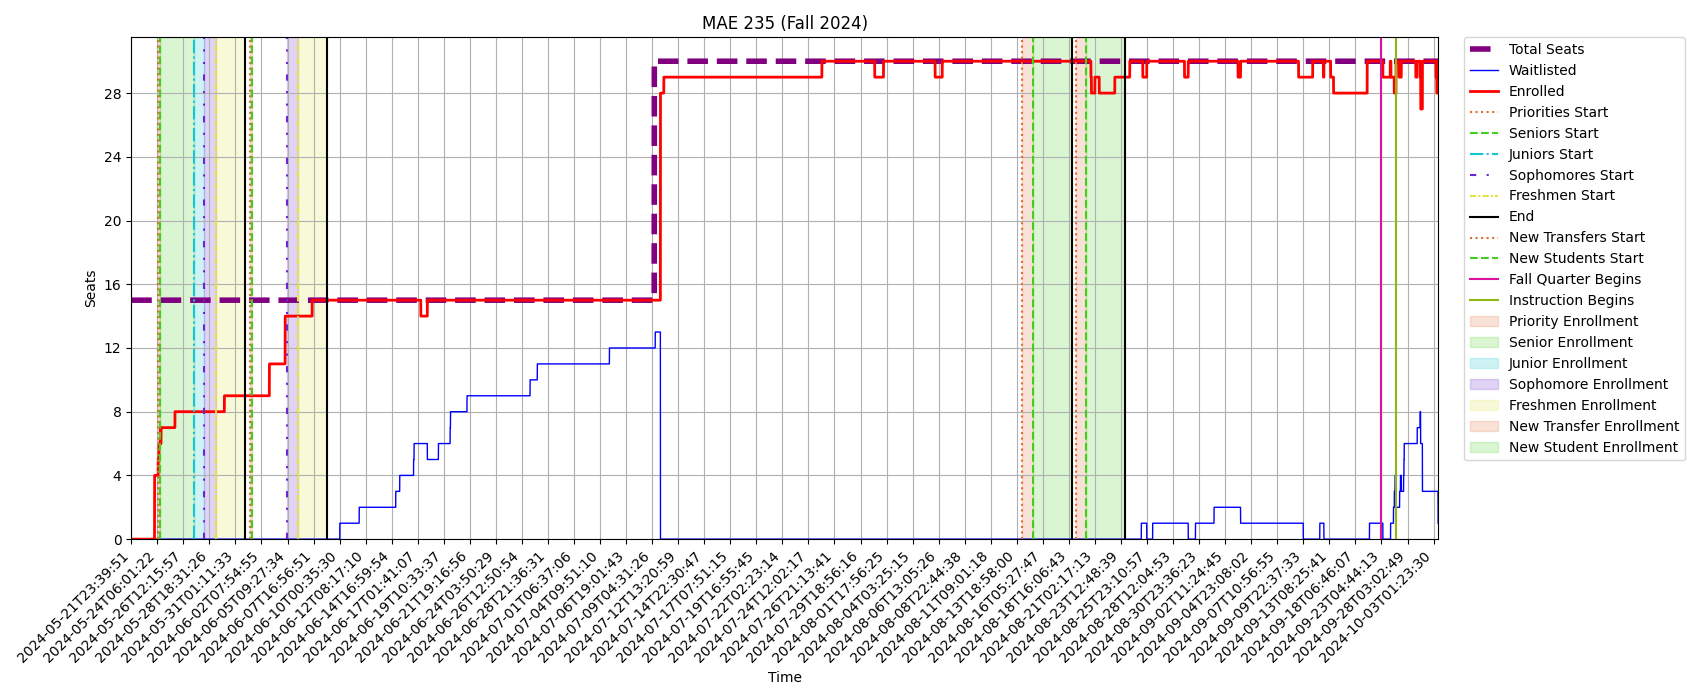 MAE 235 (Fall 2024)
Seats
28
24
20
16
12
8
4
0
2024-05-21T23:39:51
2024-05-24T06:01:22
2024-05-26T12:15:57
2024-05-28T18:31:26
2024-05-31T01:11:33
2024-06-02T07:54:55
2024-06-05T09:27:34
2024-06-07T16:56:51
2024-06-10T00:35:30
2024-06-12T08:17:10
2024-06-14T16:59:54
2024-06-17T01:41:07
2024-06-19T10:33:37
2024-06-21T19:16:56
2024-06-24T03:50:29
2024-06-26T12:50:54
2024-06-28T21:36:31
2024-07-01T06:37:06
2024-07-04T09:51:10
2024-07-06T19:01:43
2024-07-09T04:31:26
2024-07-12T13:20:59
2024-07-14T22:30:47
2024-07-17T07:51:15
2024-07-19T16:55:45
2024-07-22T02:23:14
2024-07-24T12:02:17
2024-07-26T21:13:41
2024-07-29T18:56:16
2024-08-01T17:56:25
2024-08-04T03:25:15
2024-08-06T13:05:26
2024-08-08T22:44:38
2024-08-11T09:01:18
2024-08-13T18:58:00
2024-08-16T05:27:47
2024-08-18T16:06:43
2024-08-21T02:17:13
2024-08-23T12:48:39
2024-08-25T23:10:57
2024-08-28T12:04:53
2024-08-30T23:36:23
2024-09-02T11:24:45
2024-09-04T23:08:02
2024-09-07T10:56:55
2024-09-09T22:37:33
2024-09-13T08:25:41
2024-09-18T06:46:07
2024-09-23T04:44:13
2024-09-28T03:02:49
2024-10-03T01:23:30
Time
Total Seats
Waitlisted
Enrolled
Priorities Start
Seniors Start
Juniors Start
Sophomores Start
Freshmen Start
End
New Transfers Start
New Students Start
Fall Quarter Begins
Instruction Begins
Priority Enrollment
Senior Enrollment
Junior Enrollment
Sophomore Enrollment
Freshmen Enrollment
New Transfer Enrollment
New Student Enrollment